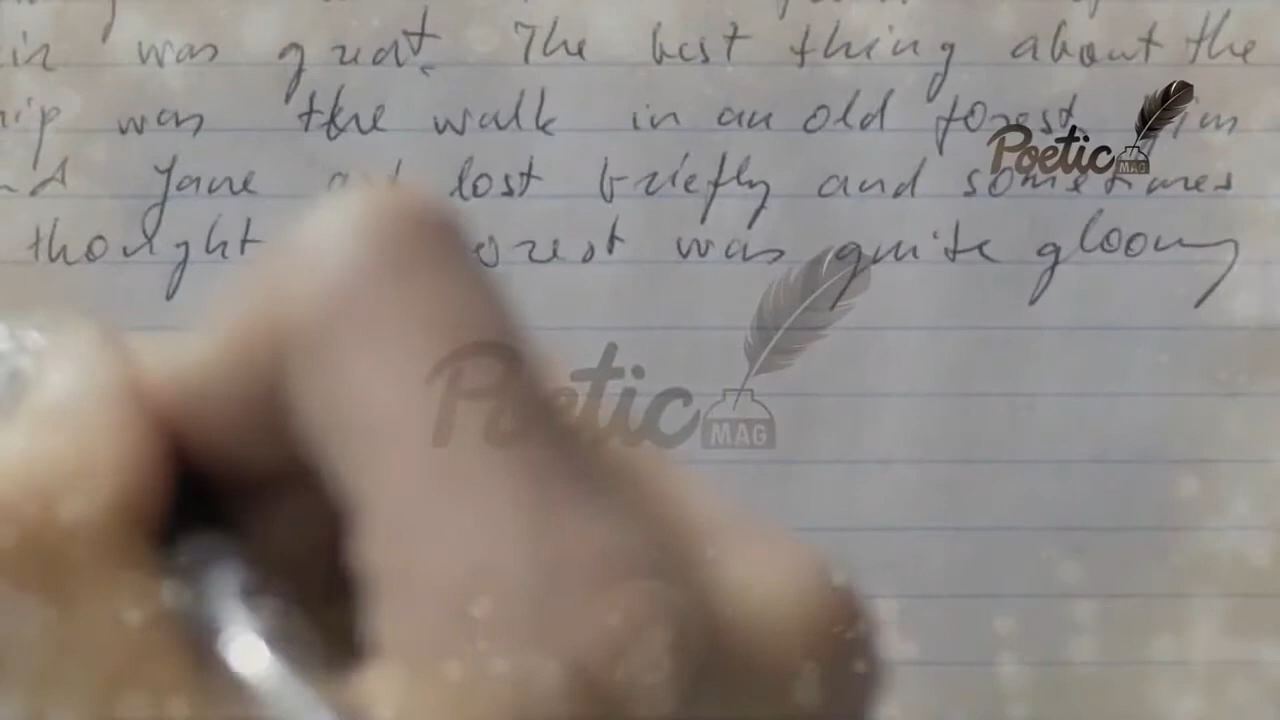 was great. The best thing about the
was the walk in an old forest.
Jane lost briefly and sometimes
thought was quite gloomy
Poetic
MAG
Poetic
MAG